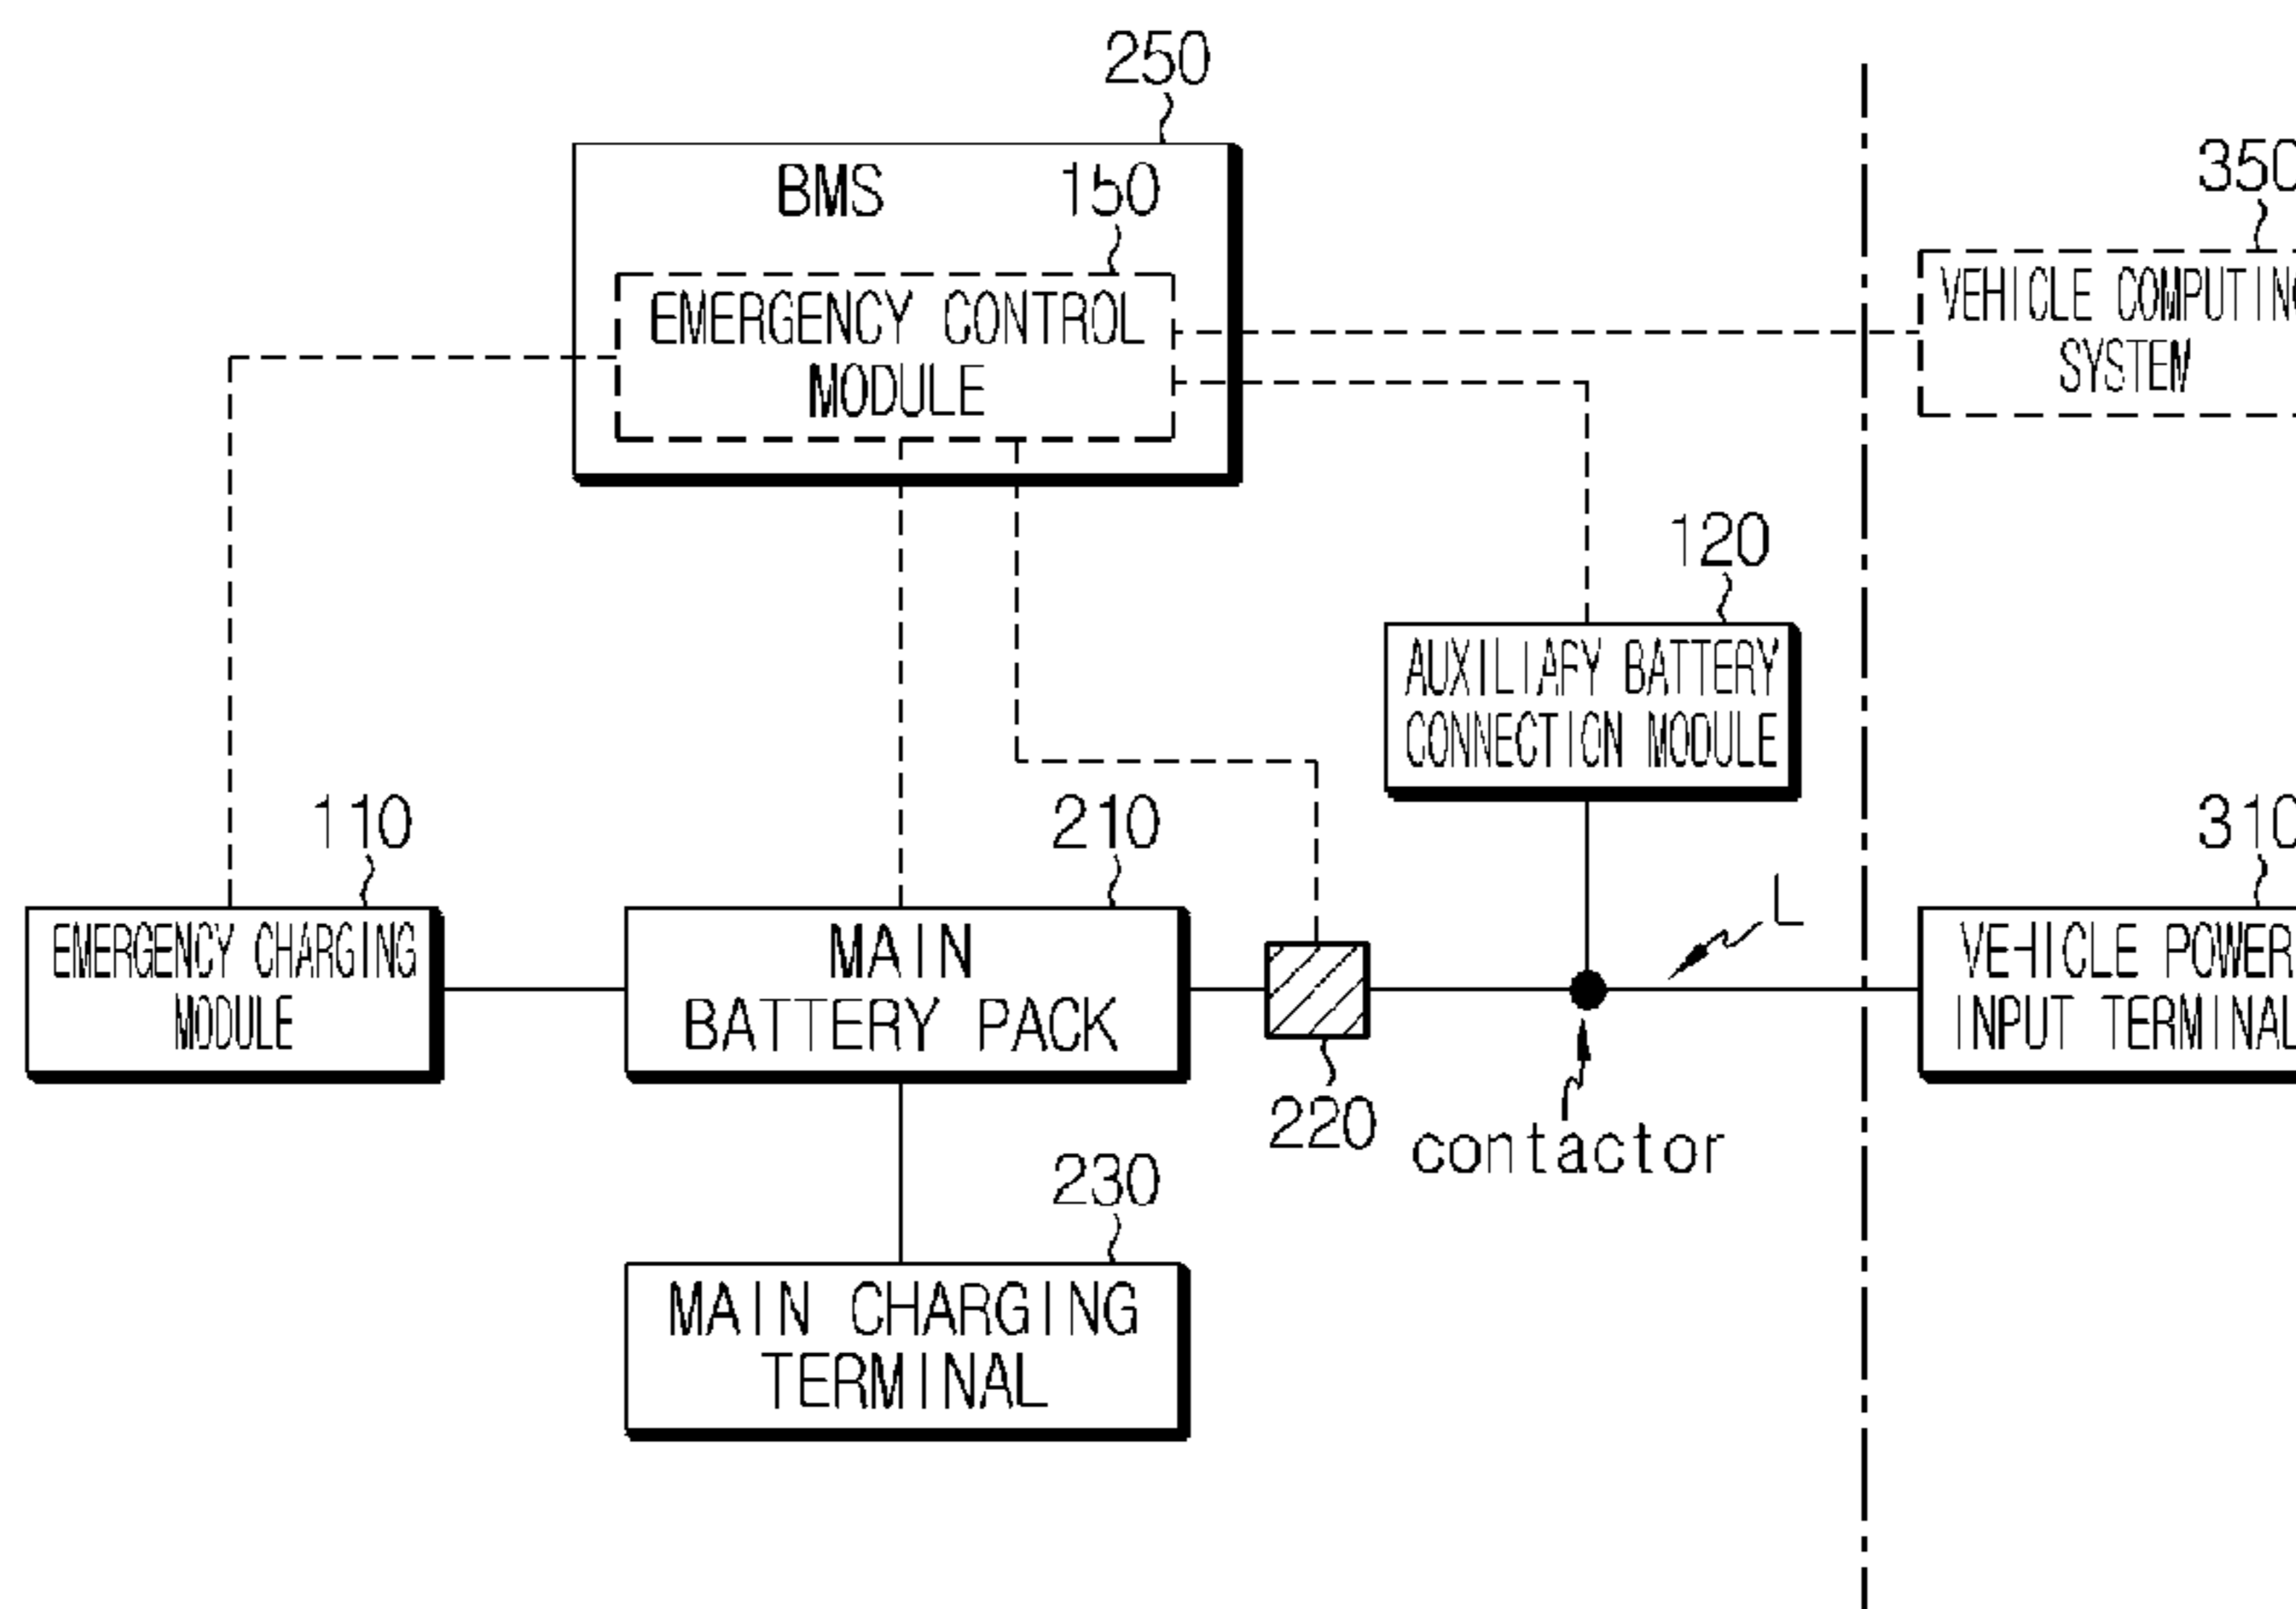 250
BMS
150
EMERGENCY CONTROL
MODULE
350
VEHICLE COMPUTING
SYSTEM
120
AUXILIARY BATTERY
CONNECTION MODULE
110
EMERGENCY CHARGING
MODULE
210
MAIN
BATTERY PACK
220
L
contactor
310
VEHICLE POWER
INPUT TERMINAL
230
MAIN CHARGING
TERMINAL